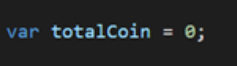 var totalCoin = 0;